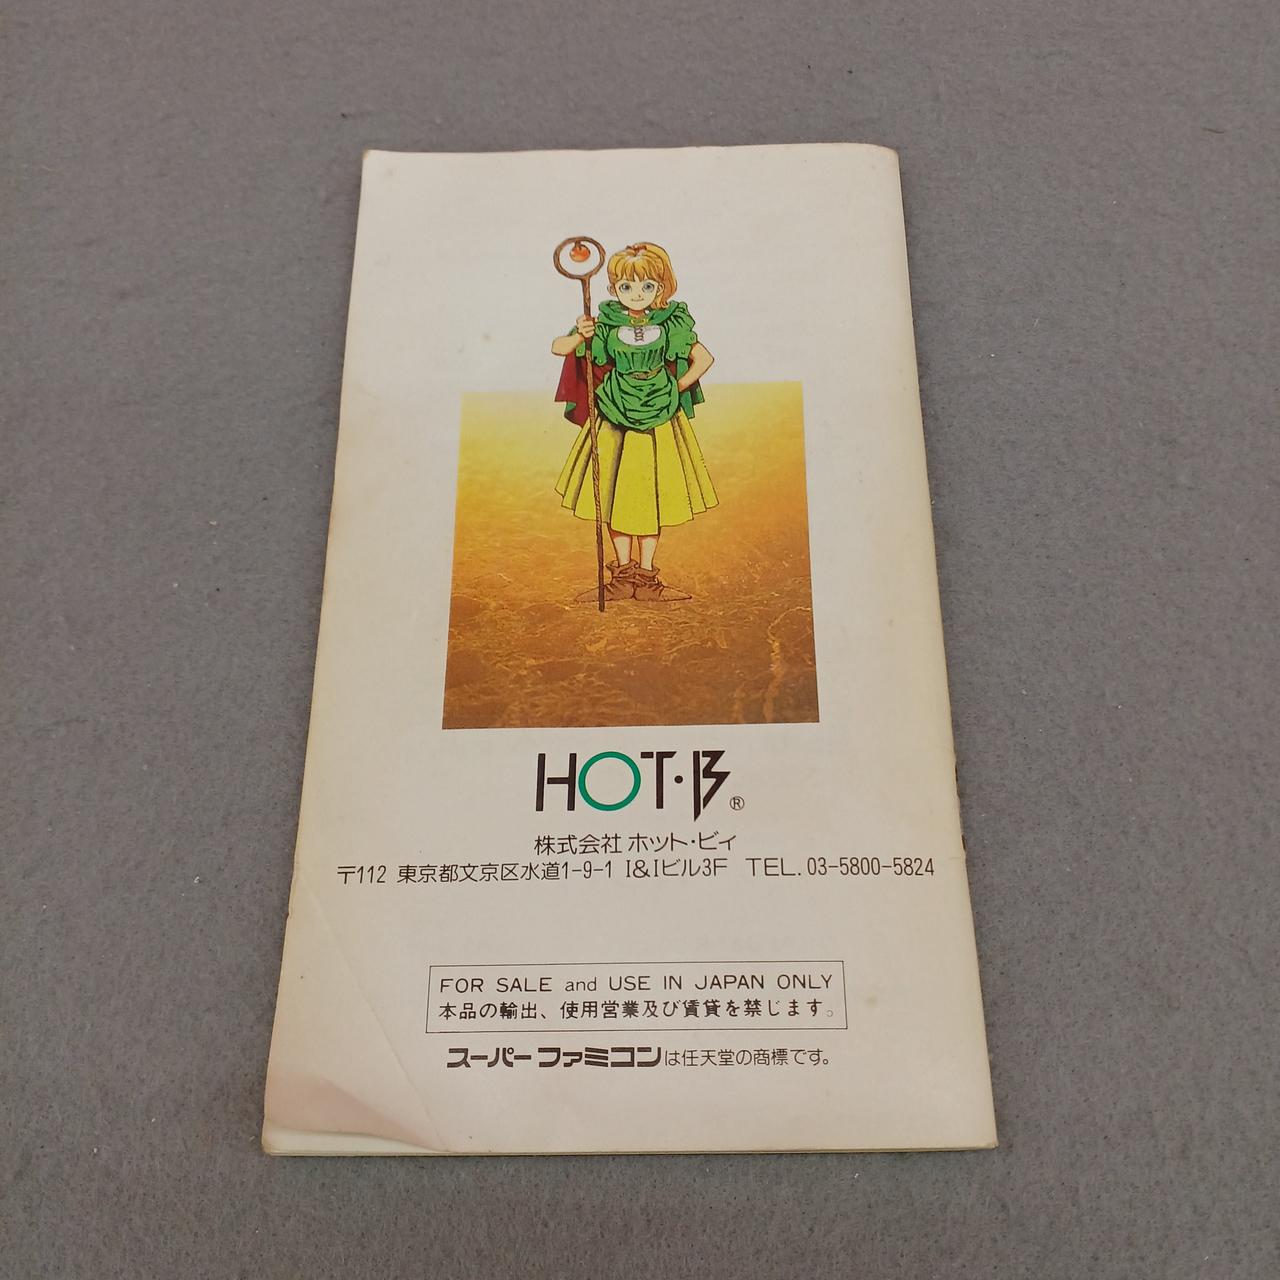 HOT・B®
株式会社 ホット・ビィ
〒112 東京都文京区水道1-9-1 I&Iビル3F TEL. 03-5800-5824
FOR SALE and USE IN JAPAN ONLY
本品の輸出、使用営業及び賃貸を禁じます。
スーパーファミコンは任天堂の商標です。